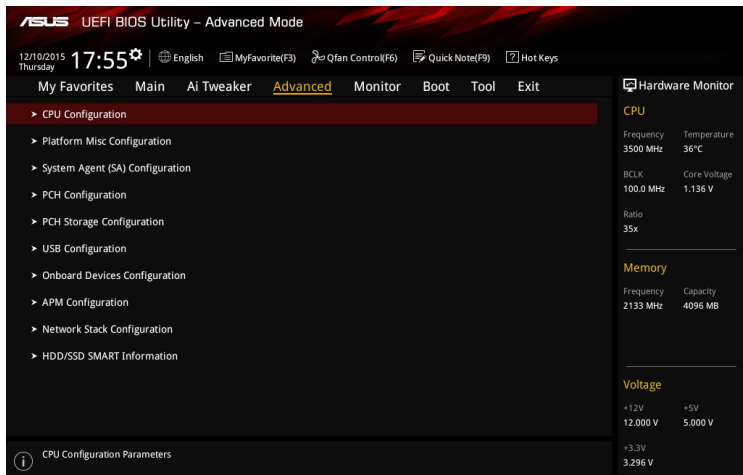 ASUS UEFI BIOS Utility – Advanced Mode
12/10/2015 Thursday 17:55 English MyFavorite(F3) Qfan Control(F6) Quick Note(F9) ? Hot Keys
My Favorites Main Ai Tweaker Advanced Monitor Boot Tool Exit
CPU Configuration
Platform Misc Configuration
System Agent (SA) Configuration
PCH Configuration
PCH Storage Configuration
USB Configuration
Onboard Devices Configuration
APM Configuration
Network Stack Configuration
HDD/SSD SMART Information
CPU Configuration Parameters
Hardware Monitor
CPU
Frequency Temperature
3500 MHz 36°C
BCLK Core Voltage
100.0 MHz 1.136 V
Ratio
35x
Memory
Frequency Capacity
2133 MHz 4096 MB
Voltage
+12V +5V
12.000 V 5.000 V
+3.3V
3.296 V